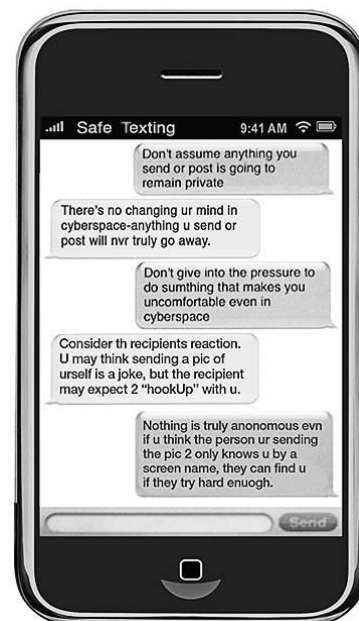 Safe Texting 9:41 AM
Don't assume anything you
send or post is going to
remain private
There's no changing ur mind in
cyberspace-anything u send or
post will nvr truly go away.
Don't give into the pressure to
do sumthing that makes you
uncomfortable even in
cyberspace
Consider th recipients reaction.
U may think sending a pic of
urself is a joke, but the recipient
may expect 2 “hookUp” with u.
Nothing is truly anonomous evn
if u think the person ur sending
the pic 2 only knows u by a
screen name, they can find u
if they try hard enuogh.
Send